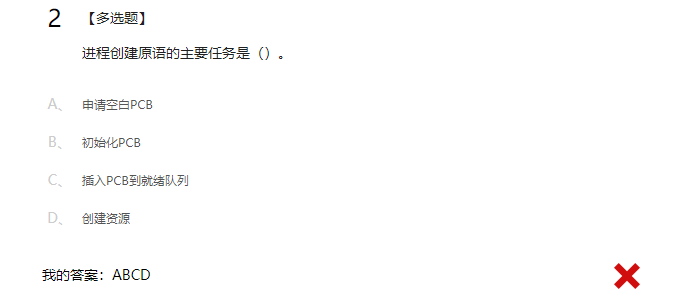 2 【多选题】
进程创建原语的主要任务是（）。
A、 申请空白PCB
B、 初始化PCB
C、 插入PCB到就绪队列
D、 创建资源
我的答案：ABCD